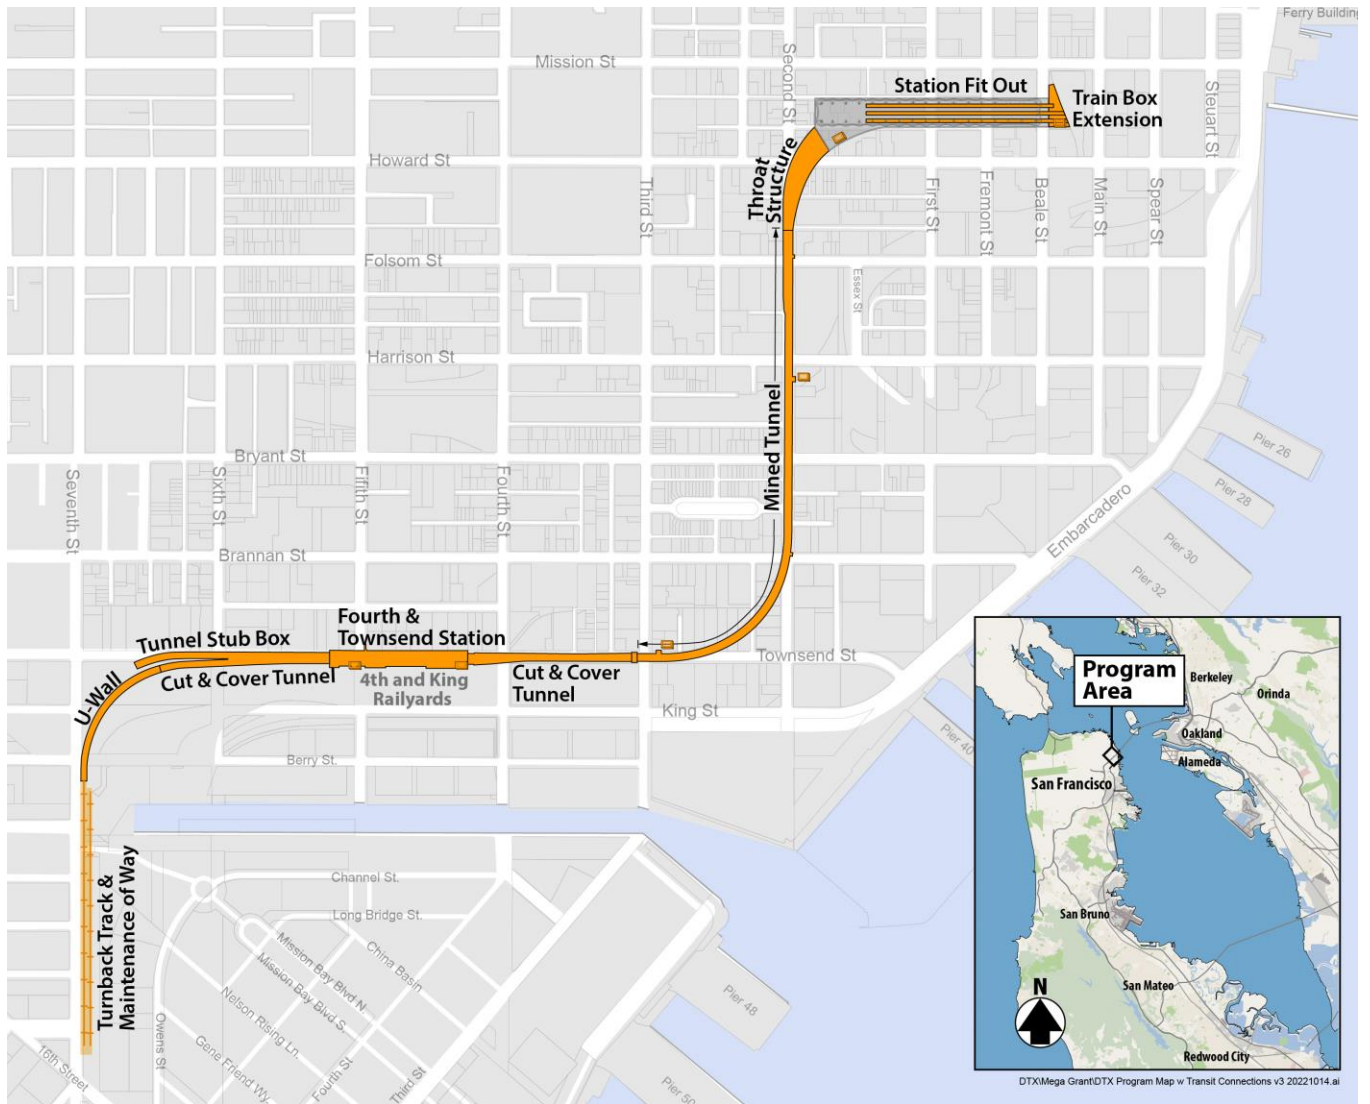 Ferry Building
Mission St
Second St
Station Fit Out
Train Box
Extension
Steuart St
Howard St
Third St
Throat
Structure
First St
Fremont St
Beale St
Main St
Spear St
Folsom St
Essex St
Harrison St
Mined Tunnel
Bryant St
Seventh St
Sixth St
Fifth St
Fourth St
Pier 26
Pier 28
Embarcadero
Pier 30
Pier 32
Brannan St
Fourth &
Townsend Station
Tunnel Stub Box
Townsend St
U-Wall
Cut & Cover Tunnel
4th and King
Railyards
Cut & Cover
Tunnel
King St
Pier 40
Berry St.
Turnback Track &
Maintenance of Way
Channel St.
Long Bridge St.
China Basin
Mission Bay Blvd N.
Mission Bay Blvd S.
Nelson Rising Ln.
Gene Friend Wy.
Fourth St
Third St
Owens St
16th Street
Pier 48
Pier 50
Program
Area
Berkeley
Orinda
Oakland
Alameda
San Francisco
San Bruno
San Mateo
Redwood City
N
DTX\Mega Grant\DTX Program Map w Transit Connections v3 20221014.ai